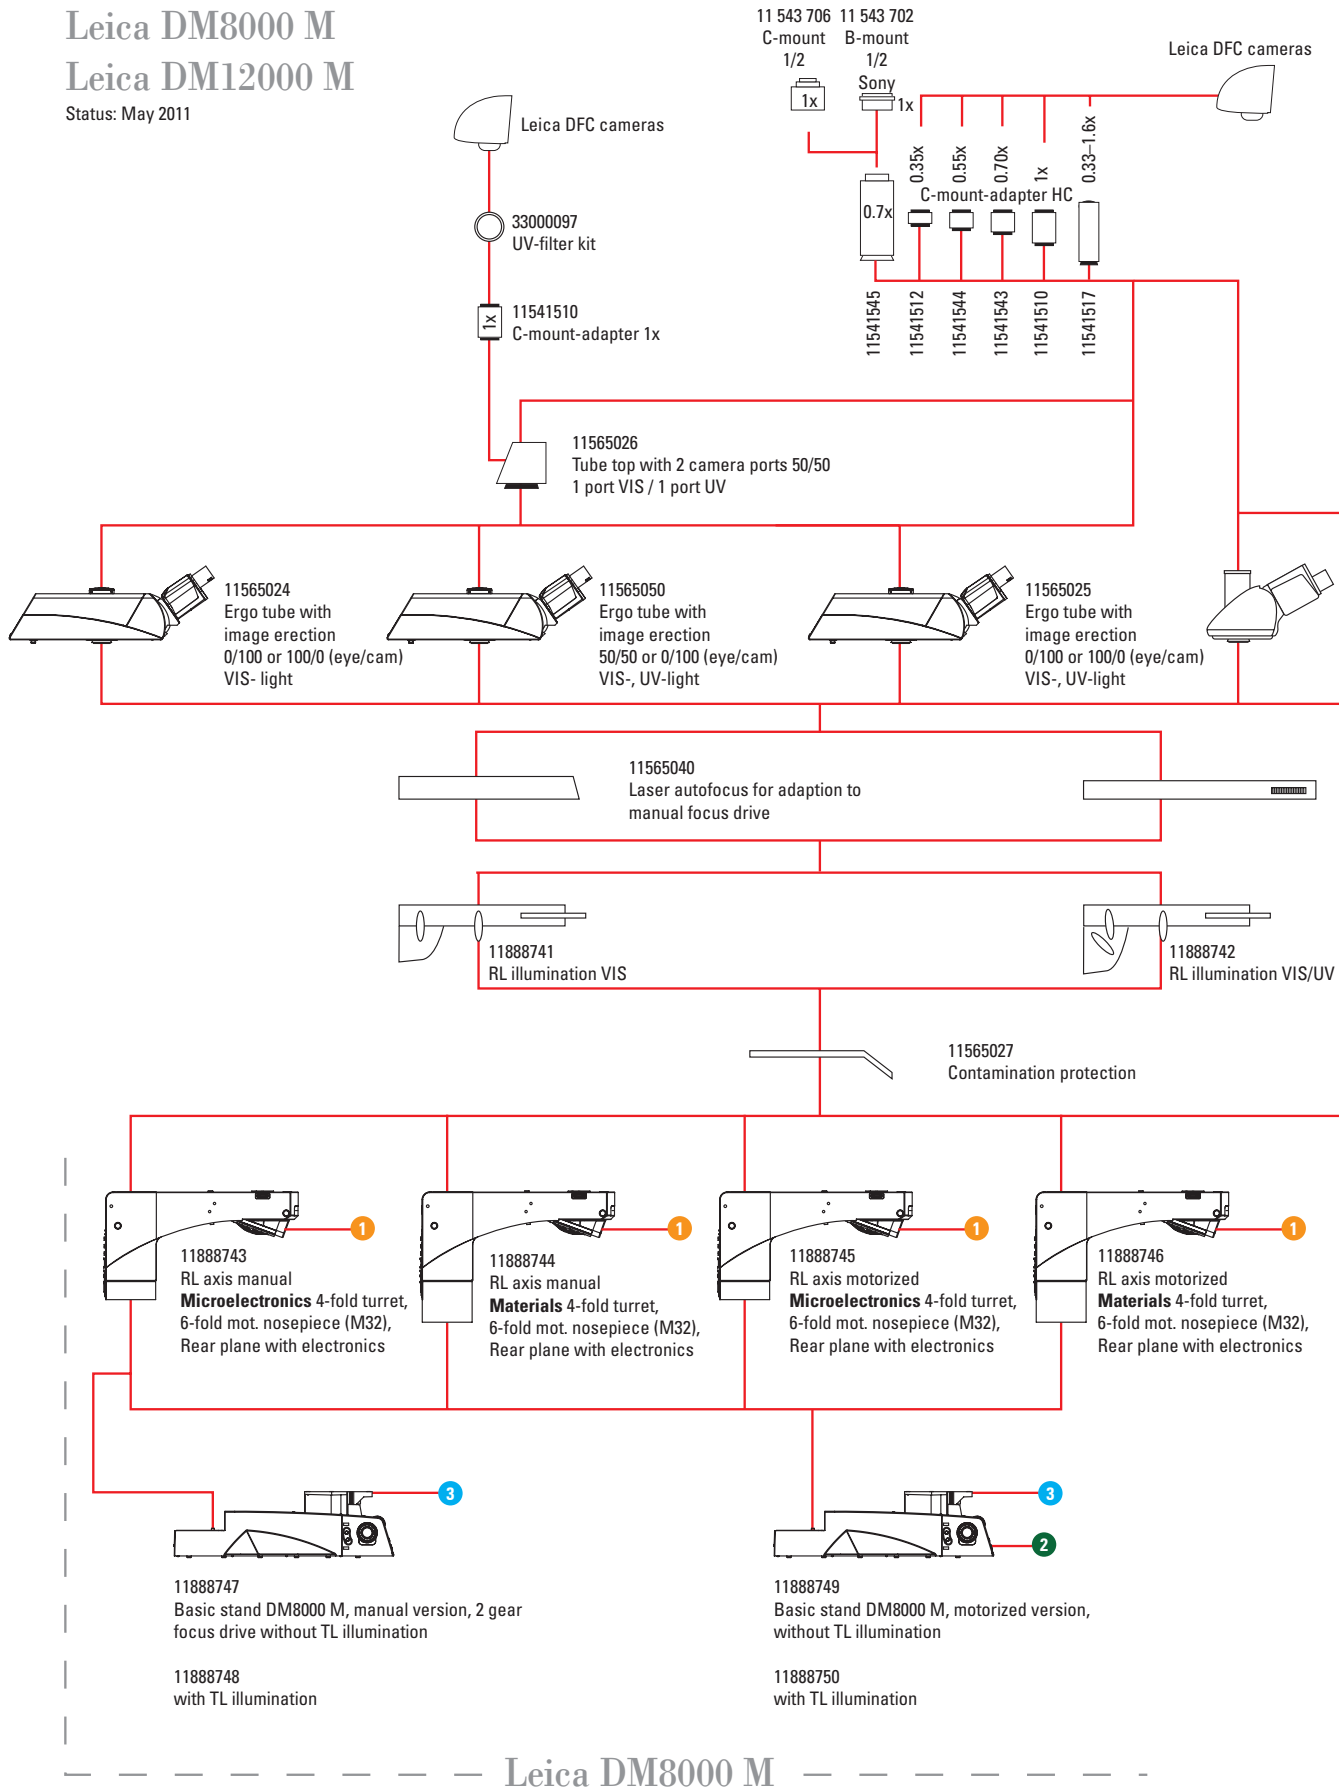 Leica DM8000 M
Leica DM12000 M
Status: May 2011
Leica DFC cameras
33000097
UV-filter kit
1x
11541510
C-mount-adapter 1x
11 543 706
C-mount
1/2
1x
11 543 702
B-mount
1/2
Sony
1x
Leica DFC cameras
0.7x
0.35x
0.55x
0.70x
1x
0.33–1.6x
C-mount-adapter HC
11541545
11541512
11541544
11541543
11541510
11541517
11565026
Tube top with 2 camera ports 50/50
1 port VIS / 1 port UV
11565024
Ergo tube with
image erection
0/100 or 100/0 (eye/cam)
VIS- light
11565050
Ergo tube with
image erection
50/50 or 0/100 (eye/cam)
VIS-, UV-light
11565025
Ergo tube with
image erection
0/100 or 100/0 (eye/cam)
VIS-, UV-light
11565040
Laser autofocus for adaption to
manual focus drive
11888741
RL illumination VIS
11888742
RL illumination VIS/UV
11565027
Contamination protection
1
11888743
RL axis manual
Microelectronics 4-fold turret,
6-fold mot. nosepiece (M32),
Rear plane with electronics
1
11888744
RL axis manual
Materials 4-fold turret,
6-fold mot. nosepiece (M32),
Rear plane with electronics
1
11888745
RL axis motorized
Microelectronics 4-fold turret,
6-fold mot. nosepiece (M32),
Rear plane with electronics
1
11888746
RL axis motorized
Materials 4-fold turret,
6-fold mot. nosepiece (M32),
Rear plane with electronics
3
11888747
Basic stand DM8000 M, manual version, 2 gear
focus drive without TL illumination
11888748
with TL illumination
3
2
11888749
Basic stand DM8000 M, motorized version,
without TL illumination
11888750
with TL illumination
Leica DM8000 M